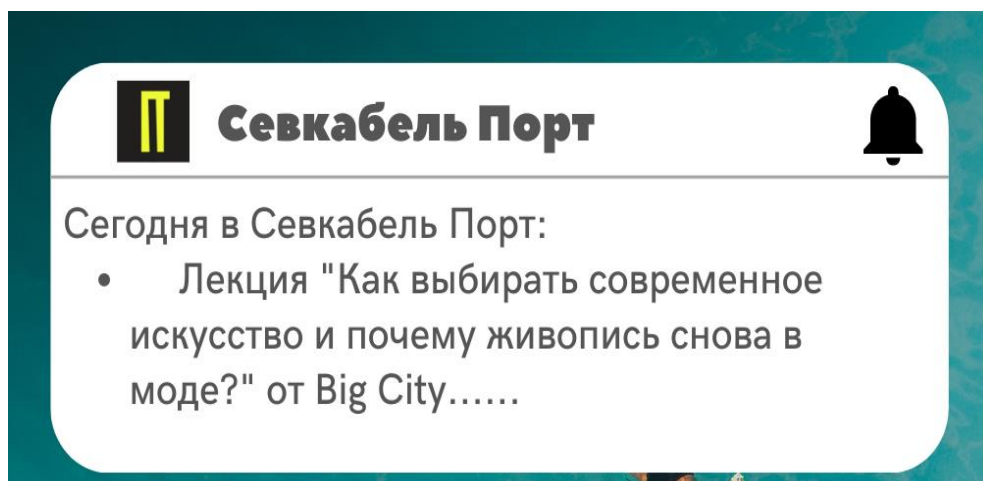 Севкабель Порт
Сегодня в Севкабель Порт:
• Лекция "Как выбирать современное
искусство и почему живопись снова в
моде?" от Big City......